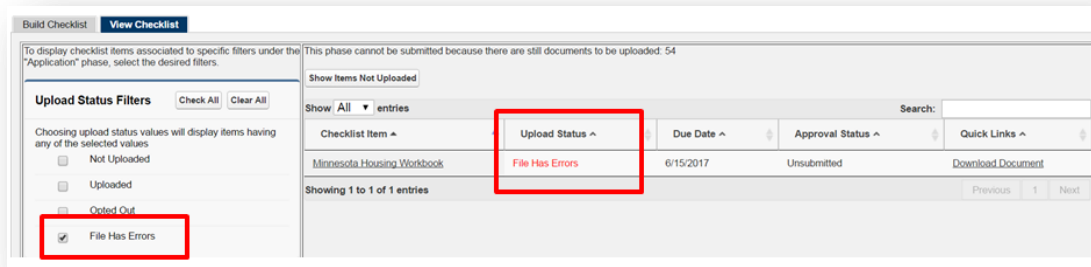 Build Checklist View Checklist
To display checklist items associated to specific filters under the
"Application" phase, select the desired filters.
This phase cannot be submitted because there are still documents to be uploaded: 54
Show Items Not Uploaded
Upload Status Filters Check All Clear All
Choosing upload status values will display items having
any of the selected values
Not Uploaded
Uploaded
Opted Out
File Has Errors
Show All entries
Search:
Checklist Item Upload Status Due Date Approval Status Quick Links
Minnesota Housing Workbook File Has Errors 6/15/2017 Unsubmitted Download Document
Showing 1 to 1 of 1 entries
Previous 1 Next